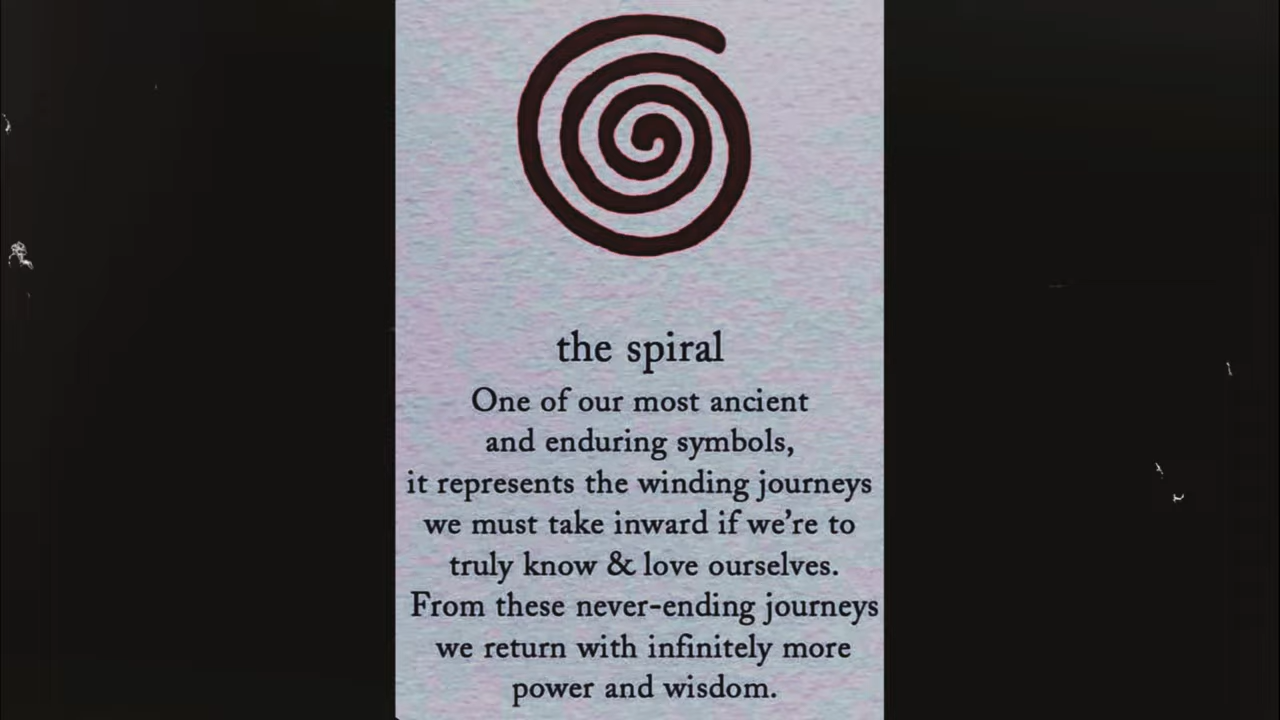 the spiral
One of our most ancient
and enduring symbols,
it represents the winding journeys
we must take inward if we're to
truly know & love ourselves.
From these never-ending journeys
we return with infinitely more
power and wisdom.